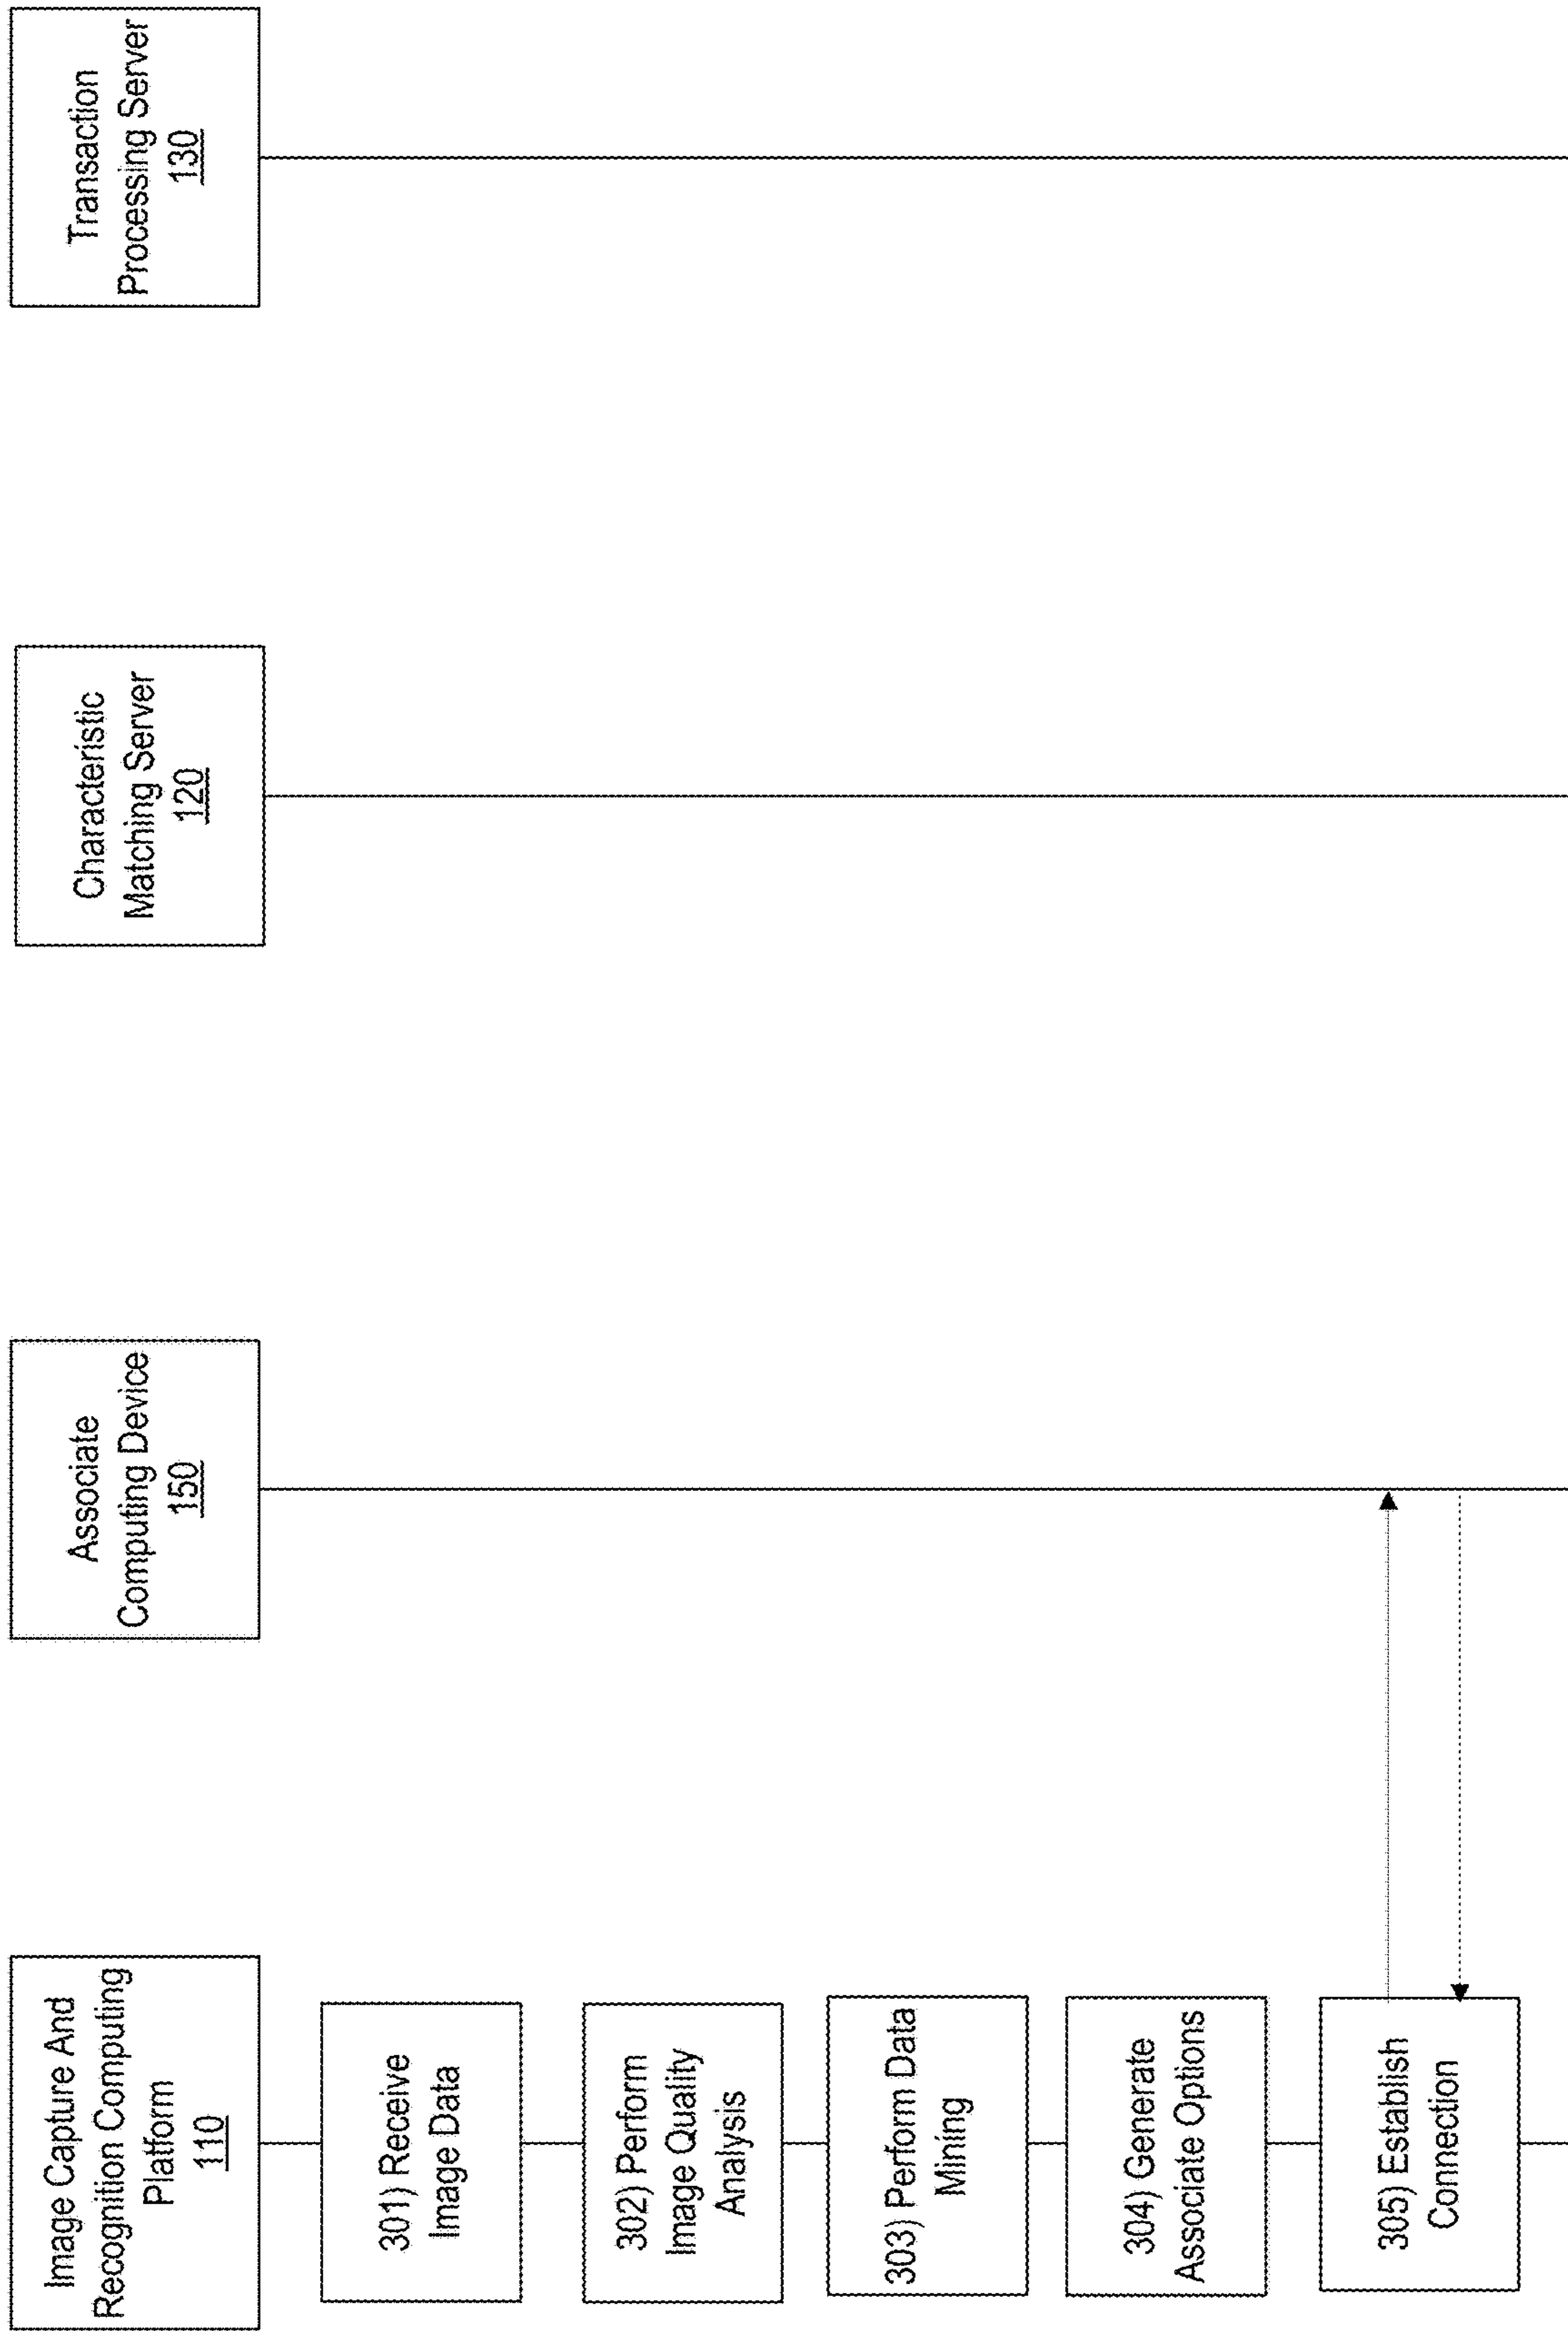 Image Capture And
Recognition Computing
Platform
110
Associate
Computing Device
150
Characteristic
Matching Server
120
Transaction
Processing Server
130
301) Receive
Image Data
302) Perform
Image Quality
Analysis
303) Perform Data
Mining
304) Generate
Associate Options
305) Establish
Connection